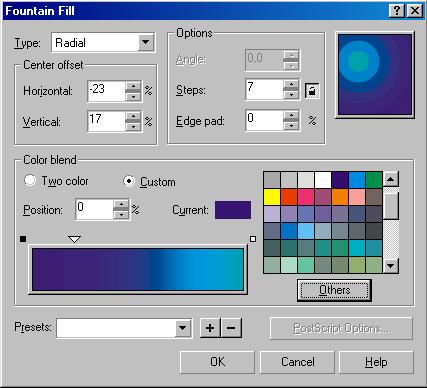 Fountain Fill
Type: Radial
Options
Angle: 0,0
Center offset
Horizontal: -23 %
Steps: 7
Vertical: 17 %
Edge pad: 0 %
Color blend
Two color Custom
Position: 0 % Current:
Others
Presets: + − PostScript Options...
OK Cancel Help